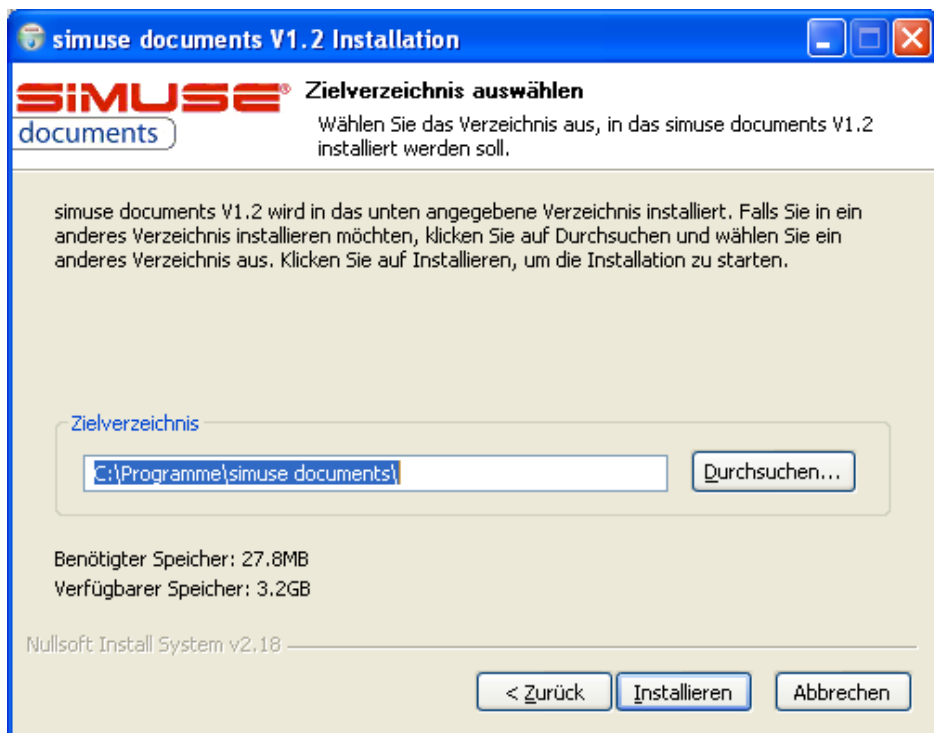 simuse documents V1.2 Installation
SiMUSE®
documents
Zielverzeichnis auswählen
Wählen Sie das Verzeichnis aus, in das simuse documents V1.2
installiert werden soll.
simuse documents V1.2 wird in das unten angegebene Verzeichnis installiert. Falls Sie in ein
anderes Verzeichnis installieren möchten, klicken Sie auf Durchsuchen und wählen Sie ein
anderes Verzeichnis aus. Klicken Sie auf Installieren, um die Installation zu starten.
Zielverzeichnis
C:\Programme\simuse documents\
Durchsuchen...
Benötigter Speicher: 27.8MB
Verfügbarer Speicher: 3.2GB
Nullsoft Install System v2.18
< Zurück Installieren Abbrechen